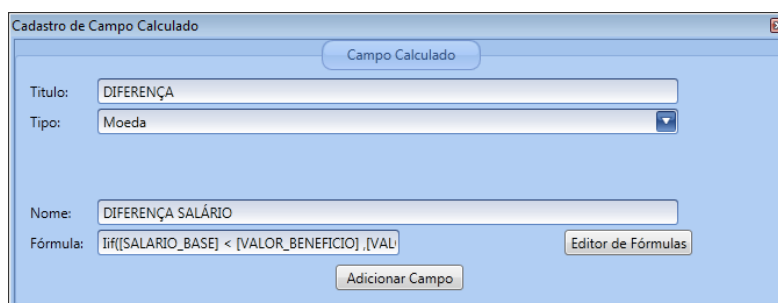 Cadastro de Campo Calculado
Campo Calculado
Titulo: DIFERENÇA
Tipo: Moeda
Nome: DIFERENÇA SALÁRIO
Fórmula: Iif([SALARIO_BASE] < [VALOR_BENEFICIO] ,[VAL Editor de Fórmulas
Adicionar Campo